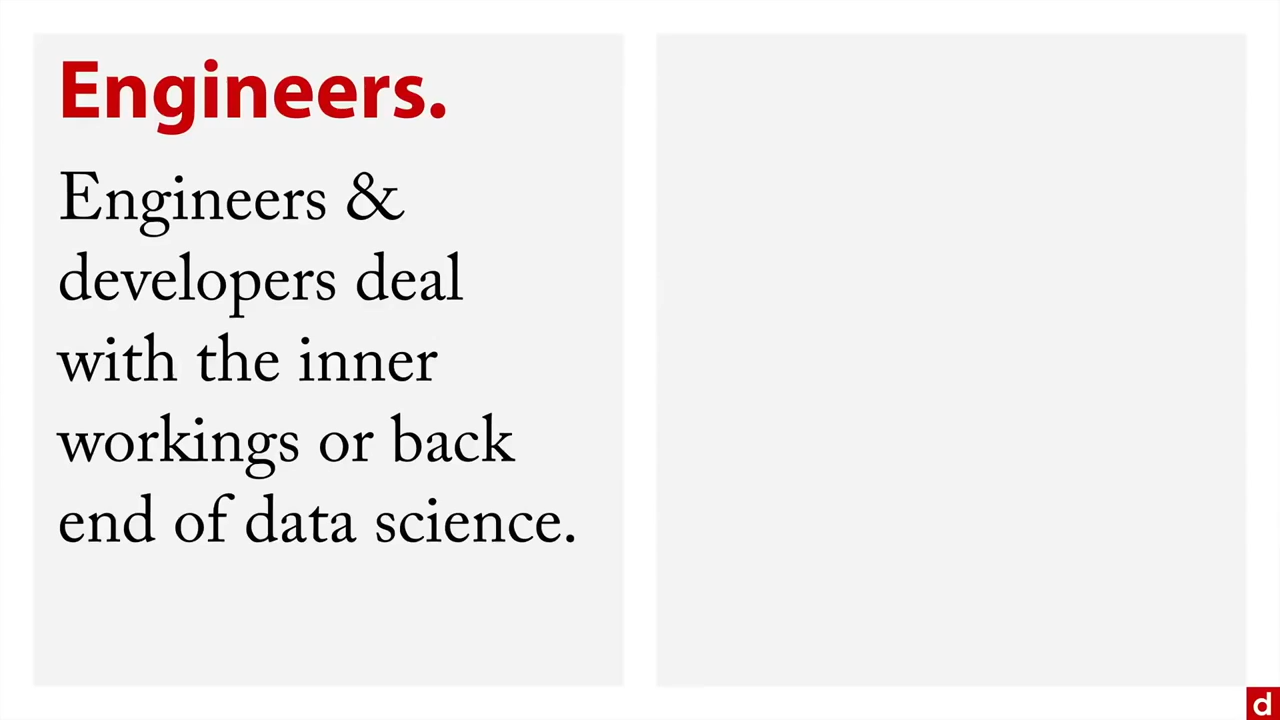 Engineers.
Engineers &
developers deal
with the inner
workings or back
end of data science.
d